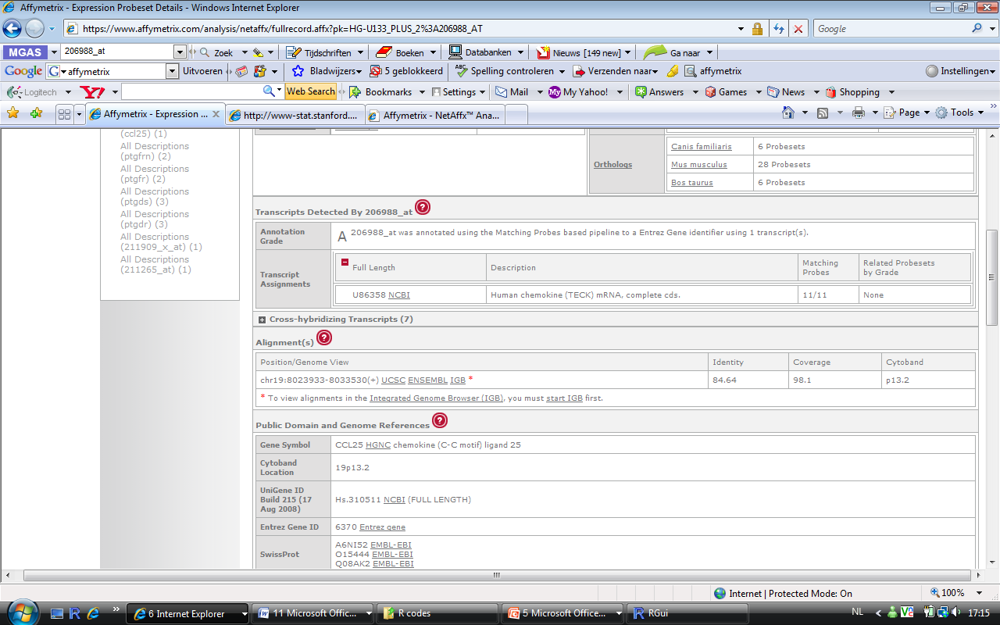 Affymetrix - Expression Probeset Details - Windows Internet Explorer
https://www.affymetrix.com/analysis/netaffx/fullrecord.affx?pk=HG-U133_PLUS_2%3A206988_AT
Google
MGAS 206988_at Zoek Tijdschriften Boeken Databanken Nieuws [149 new] Ga naar
Google G affymetrix Uitvoeren Bladwijzers 5 geblokkeerd Spelling controleren Verzenden naar affymetrix Instellingen
Logitech Y! Web Search Bookmarks Settings Mail My Yahoo! Answers Games News Shopping
Affymetrix - Expression ... http://www-stat.stanford.... Affymetrix - NetAffx™ Ana... Page Tools
(ccl25) (1)
All Descriptions
(ptgfrn) (2)
All Descriptions
(ptgfr) (2)
All Descriptions
(ptgds) (3)
All Descriptions
(ptgdr) (3)
All Descriptions
(211909_x_at) (1)
All Descriptions
(211265_at) (1)
Orthologs
Canis familiaris 6 Probesets
Mus musculus 28 Probesets
Bos taurus 6 Probesets
Transcripts Detected By 206988_at ?
Annotation
Grade
A 206988_at was annotated using the Matching Probes based pipeline to a Entrez Gene identifier using 1 transcript(s).
Transcript
Assignments
Full Length Description Matching
Probes Related Probesets
by Grade
U86358 NCBI Human chemokine (TECK) mRNA, complete cds. 11/11 None
Cross-hybridizing Transcripts (7)
Alignment(s) ?
Position/Genome View Identity Coverage Cytoband
chr19:8023933-8033530(+) UCSC ENSEMBL IGB * 84.64 98.1 p13.2
* To view alignments in the Integrated Genome Browser (IGB), you must start IGB first.
Public Domain and Genome References ?
Gene Symbol CCL25 HGNC chemokine (C-C motif) ligand 25
Cytoband
Location
19p13.2
UniGene ID
Build 215 (17
Aug 2008)
Hs.310511 NCBI (FULL LENGTH)
Entrez Gene ID 6370 Entrez gene
SwissProt
A6NI52 EMBL-EBI
O15444 EMBL-EBI
Q08AK2 EMBL-EBI
Internet | Protected Mode: On 100%
6 Internet Explorer 11 Microsoft Offic... R codes 5 Microsoft Office... RGui NL 17:15